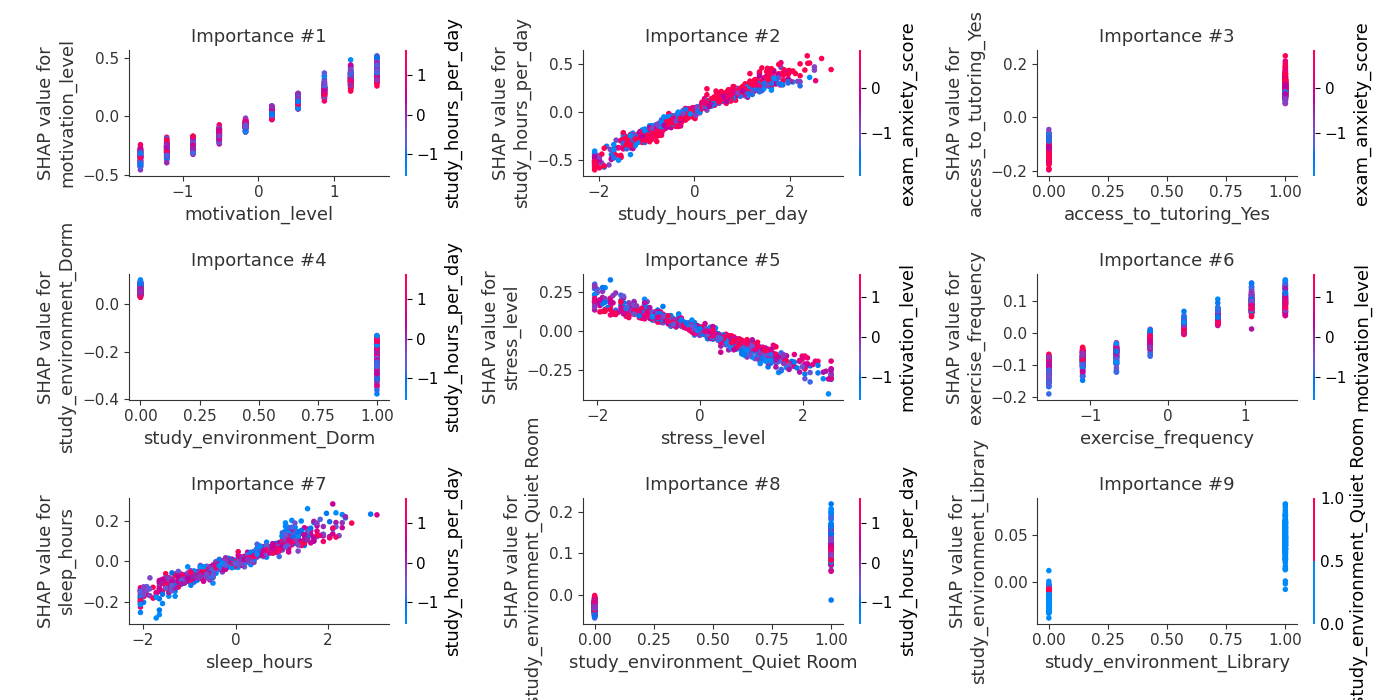 Importance #1
SHAP value for
motivation_level
0.5
0.0
−0.5
−1
0
1
motivation_level
1
0
−1
study_hours_per_day
Importance #2
SHAP value for
study_hours_per_day
0.5
0.0
−0.5
−2
0
2
study_hours_per_day
0
−1
exam_anxiety_score
Importance #3
SHAP value for
access_to_tutoring_Yes
0.2
0.0
−0.2
0.00 0.25 0.50 0.75 1.00
access_to_tutoring_Yes
0
−1
exam_anxiety_score
Importance #4
SHAP value for
study_environment_Dorm
0.0
−0.2
−0.4
0.00 0.25 0.50 0.75 1.00
study_environment_Dorm
1
0
−1
study_hours_per_day
Importance #5
SHAP value for
stress_level
0.25
0.00
−0.25
−2
0
2
stress_level
1
0
−1
motivation_level
Importance #6
SHAP value for
exercise_frequency
0.1
0.0
−0.1
−0.2
−1
0
1
exercise_frequency
1
0
−1
motivation_level
Importance #7
SHAP value for
sleep_hours
0.2
0.0
−0.2
−2
0
2
sleep_hours
1
0
−1
study_hours_per_day
Importance #8
SHAP value for
study_environment_Quiet Room
0.2
0.1
0.0
0.00 0.25 0.50 0.75 1.00
study_environment_Quiet Room
1
0
−1
study_hours_per_day
Importance #9
SHAP value for
study_environment_Library
0.05
0.00
0.00 0.25 0.50 0.75 1.00
study_environment_Library
1.0
0.5
0.0
study_environment_Quiet Room